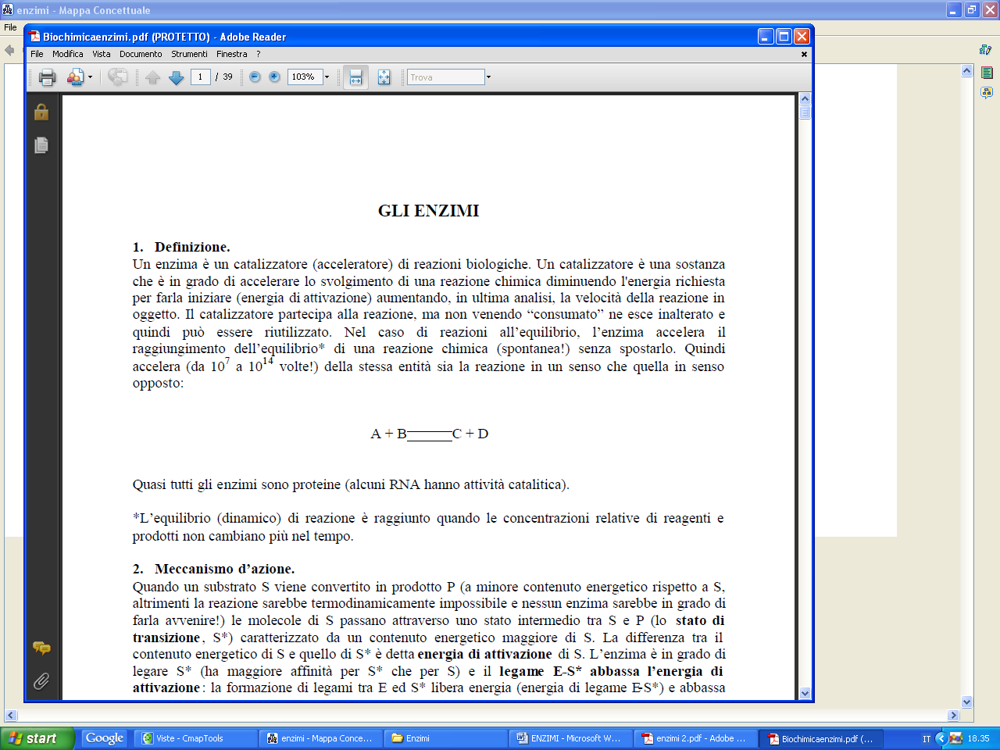 enzimi - Mappa Concettuale
File
Biochimicaenzimi.pdf (PROTETTO) - Adobe Reader
File Modifica Vista Documento Strumenti Finestra ?
1 / 39 103% Trova
GLI ENZIMI
1. Definizione.
Un enzima è un catalizzatore (acceleratore) di reazioni biologiche. Un catalizzatore è una sostanza
che è in grado di accelerare lo svolgimento di una reazione chimica diminuendo l'energia richiesta
per farla iniziare (energia di attivazione) aumentando, in ultima analisi, la velocità della reazione in
oggetto. Il catalizzatore partecipa alla reazione, ma non venendo “consumato” ne esce inalterato e
quindi può essere riutilizzato. Nel caso di reazioni all’equilibrio, l’enzima accelera il
raggiungimento dell’equilibrio* di una reazione chimica (spontanea!) senza spostarlo. Quindi
accelera (da 10^7 a 10^14 volte!) della stessa entità sia la reazione in un senso che quella in senso
opposto:
A + B C + D
Quasi tutti gli enzimi sono proteine (alcuni RNA hanno attività catalitica).
*L’equilibrio (dinamico) di reazione è raggiunto quando le concentrazioni relative di reagenti e
prodotti non cambiano più nel tempo.
2. Meccanismo d’azione.
Quando un substrato S viene convertito in prodotto P (a minore contenuto energetico rispetto a S,
altrimenti la reazione sarebbe termodinamicamente impossibile e nessun enzima sarebbe in grado di
farla avvenire!) le molecole di S passano attraverso uno stato intermedio tra S e P (lo stato di
transizione, S*) caratterizzato da un contenuto energetico maggiore di S. La differenza tra il
contenuto energetico di S e quello di S* è detta energia di attivazione di S. L’enzima è in grado di
legare S* (ha maggiore affinità per S* che per S) e il legame E-S* abbassa l’energia di
attivazione: la formazione di legami tra E ed S* libera energia (energia di legame E-S*) e abbassa
start Google Viste - CmapTools enzimi - Mappa Conce... Enzimi ENZIMI - Microsoft W... enzimi 2.pdf - Adobe ... Biochimicaenzimi.pdf (... IT 18.35